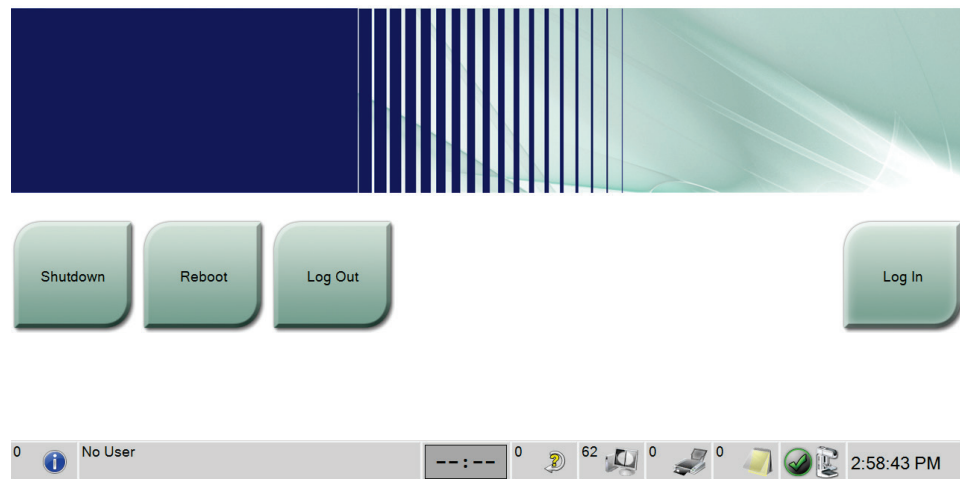 Shutdown
Reboot
Log Out
Log In
0
No User
--:--
0
62
0
0
2:58:43 PM